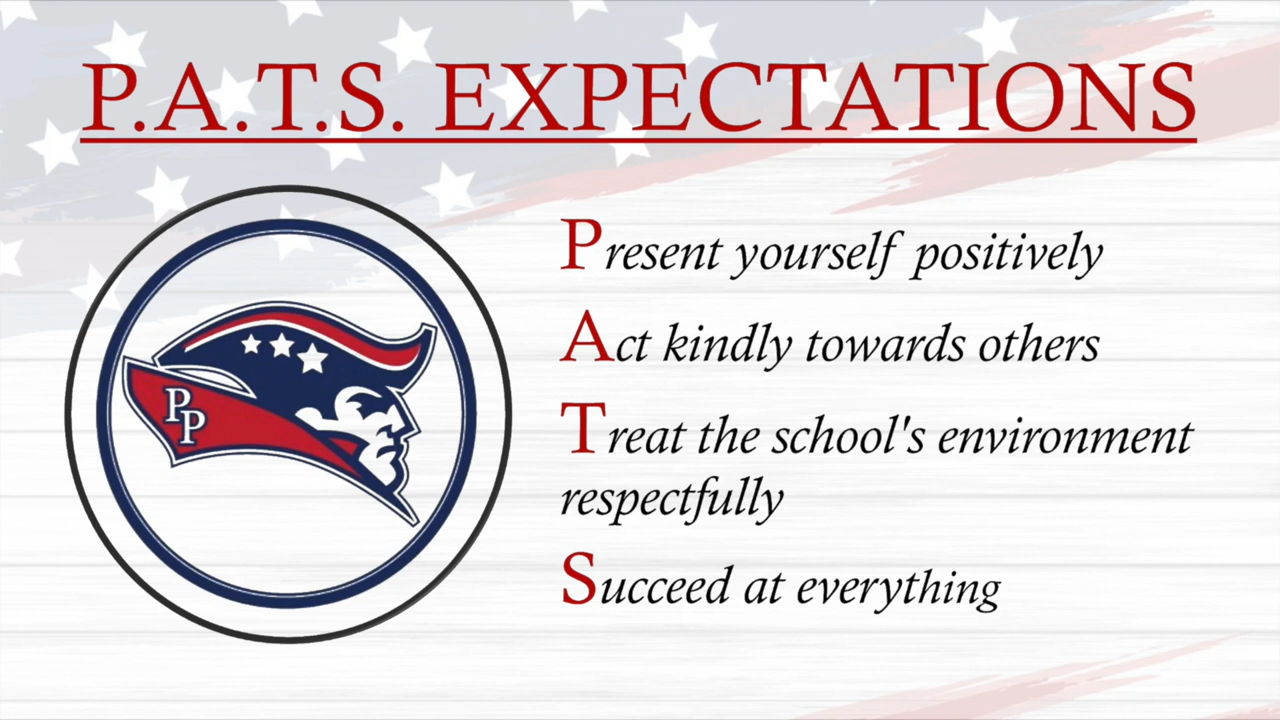 P.A.T.S. EXPECTATIONS
PP
Present yourself positively
Act kindly towards others
Treat the school's environment
respectfully
Succeed at everything